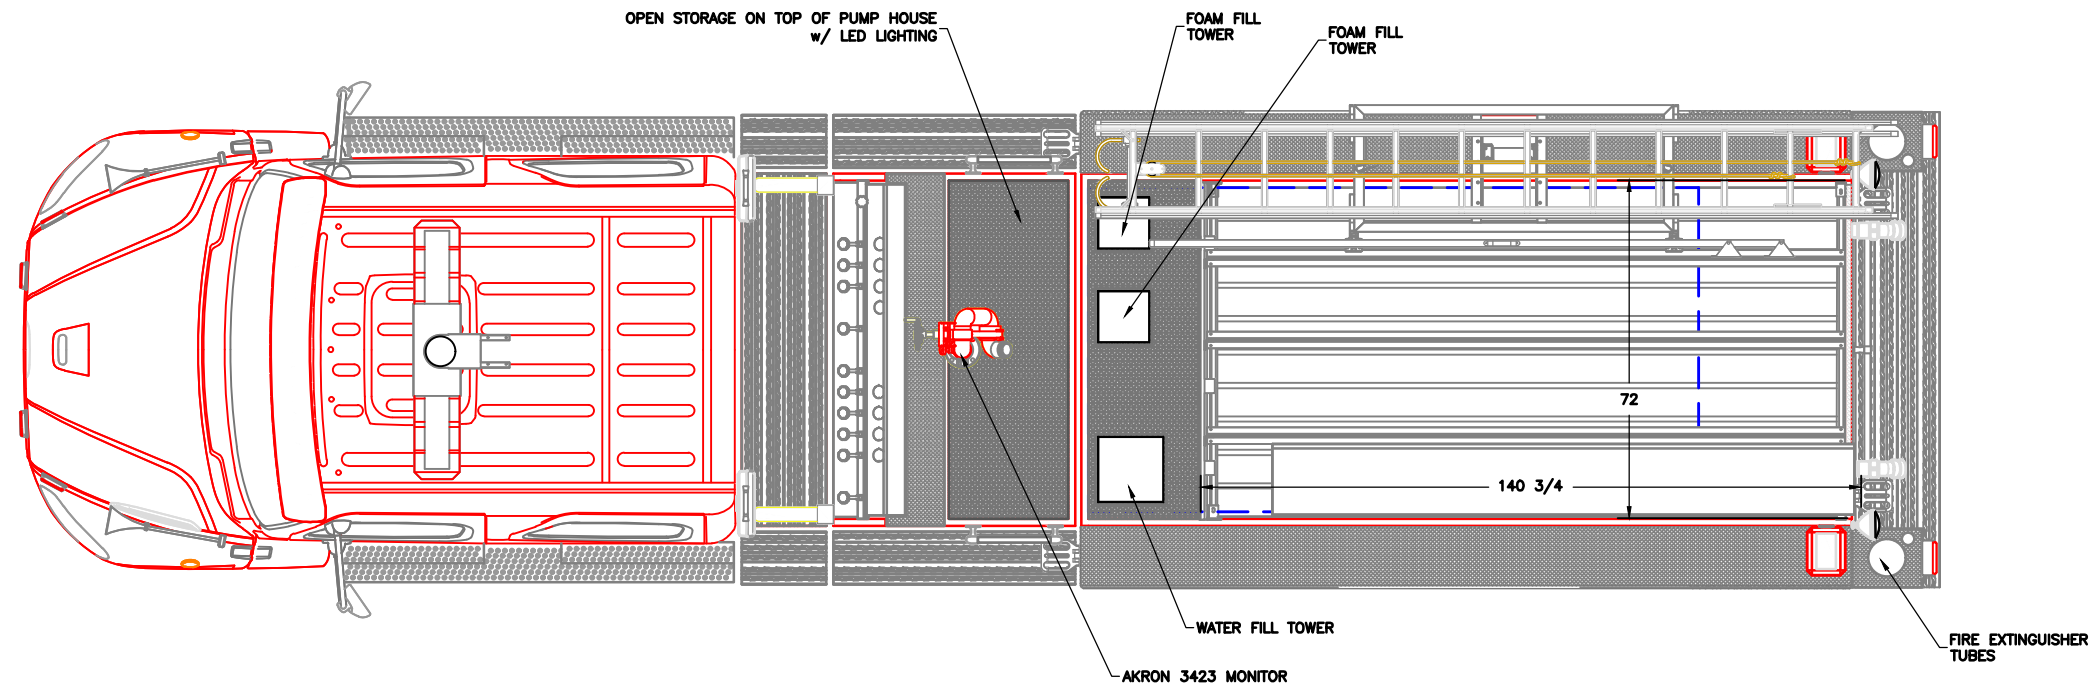 OPEN STORAGE ON TOP OF PUMP HOUSE
w/ LED LIGHTING
FOAM FILL
TOWER
FOAM FILL
TOWER
72
140 3/4
WATER FILL TOWER
AKRON 3423 MONITOR
FIRE EXTINGUISHER
TUBES